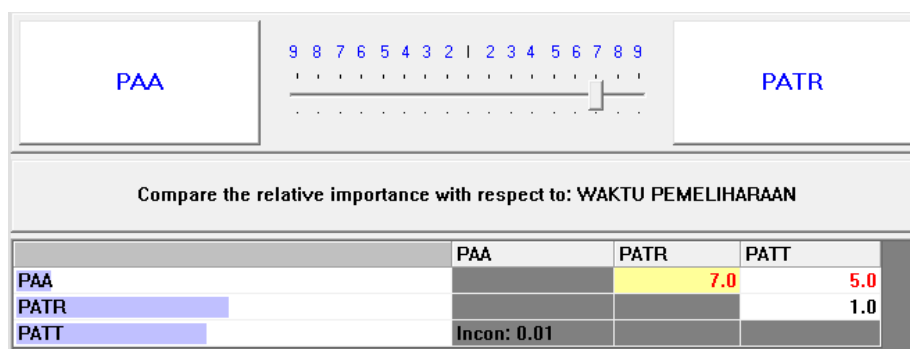 PAA
9 8 7 6 5 4 3 2 | 2 3 4 5 6 7 8 9
PATR
Compare the relative importance with respect to: WAKTU PEMELIHARAAN
PAA PATR PATT
PAA 7.0 5.0
PATR 1.0
PATT Incon: 0.01